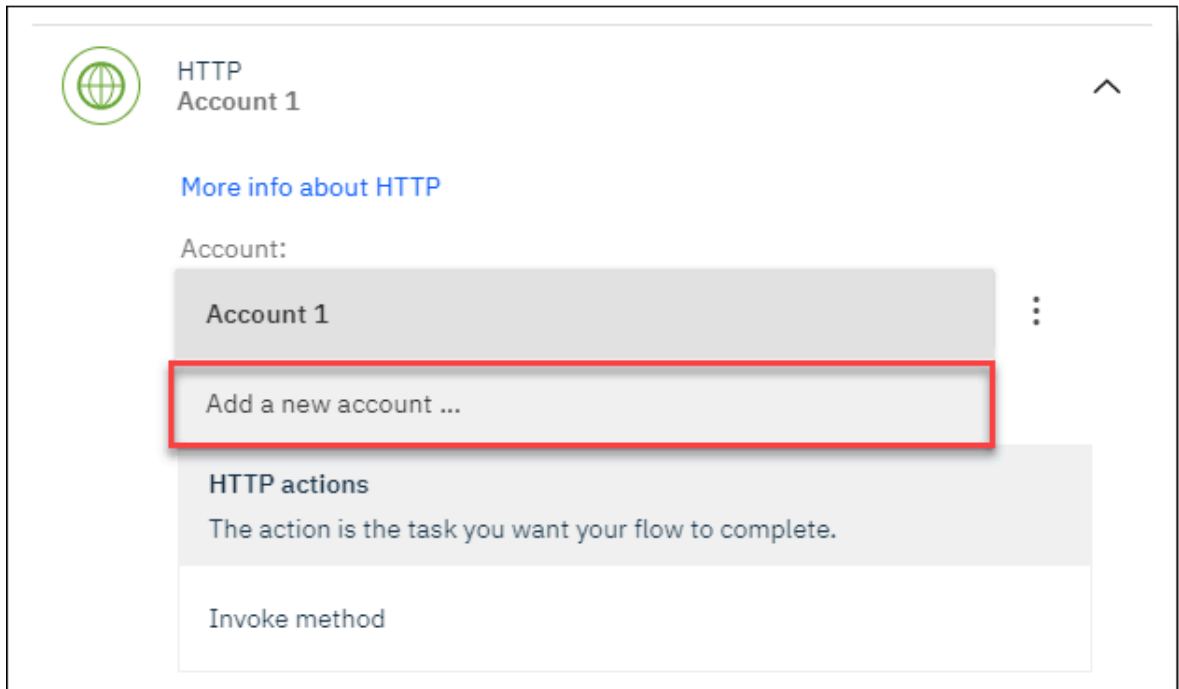 HTTP
Account 1
More info about HTTP
Account:
Account 1
Add a new account ...
HTTP actions
The action is the task you want your flow to complete.
Invoke method